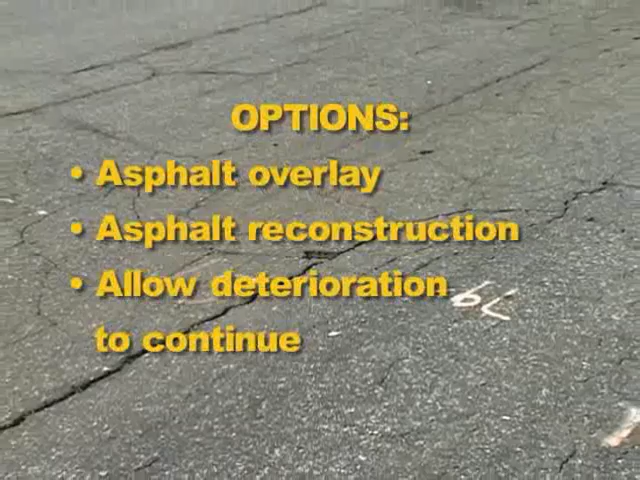 OPTIONS:
• Asphalt overlay
• Asphalt reconstruction
• Allow deterioration
to continue